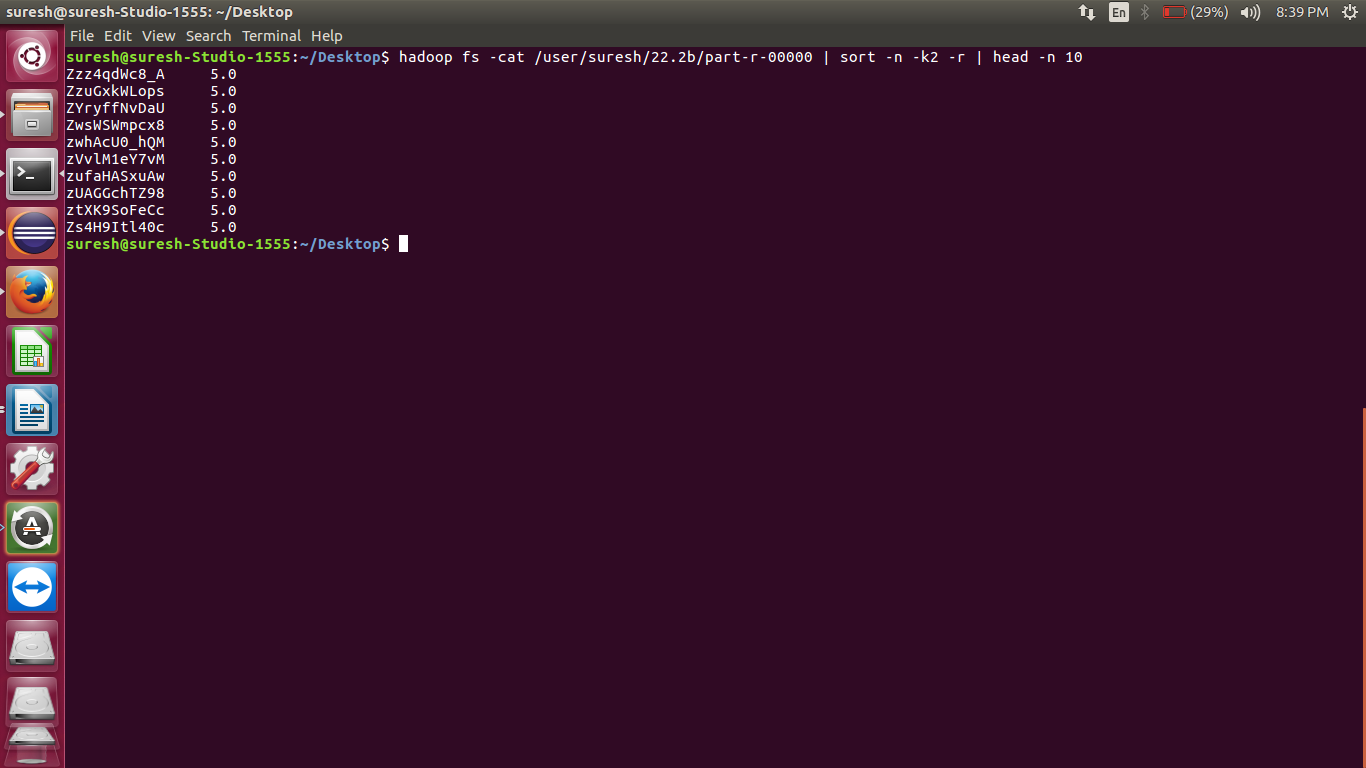 suresh@suresh-Studio-1555: ~/Desktop
En
(29%)
8:39 PM
File Edit View Search Terminal Help
suresh@suresh-Studio-1555:~/Desktop$ hadoop fs -cat /user/suresh/22.2b/part-r-00000 | sort -n -k2 -r | head -n 10
Zzz4qdWc8_A 5.0
ZzuGxkWLops 5.0
ZYryffNvDaU 5.0
ZwsWSWmpcx8 5.0
zwhAcU0_hQM 5.0
zVvlM1eY7vM 5.0
zufaHASxuAw 5.0
zUAGGchTZ98 5.0
ztXK9SoFeCc 5.0
Zs4H9Itl40c 5.0
suresh@suresh-Studio-1555:~/Desktop$
A